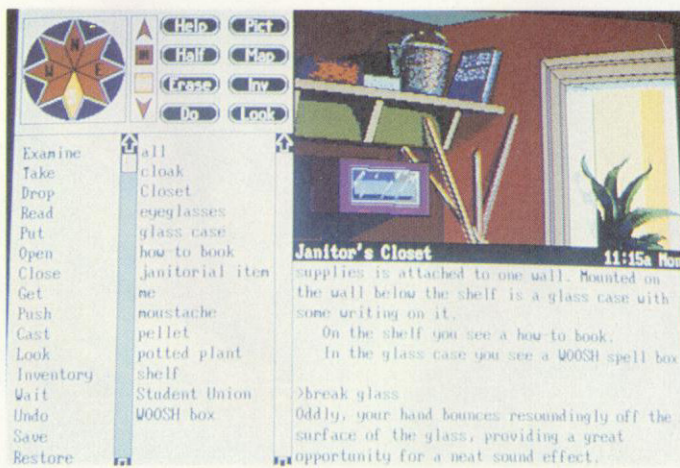 N
W
E
Help
Pict
Half
Map
Erase
Inv
Do
Look
Examine
Take
Drop
Read
Put
Open
Close
Get
Push
Cast
Look
Inventory
Wait
Undo
Save
Restore
all
cloak
Closet
eyeglasses
glass case
how-to book
janitorial item
me
moustache
pellet
potted plant
shelf
Student Union
WOOSH box
Janitor's Closet
11:15a Mon
supplies is attached to one wall. Mounted on
the wall below the shelf is a glass case with
some writing on it.
On the shelf you see a how-to book.
In the glass case you see a WOOSH spell box
>break glass
Oddly, your hand bounces resoundingly off the
surface of the glass, providing a great
opportunity for a neat sound effect.